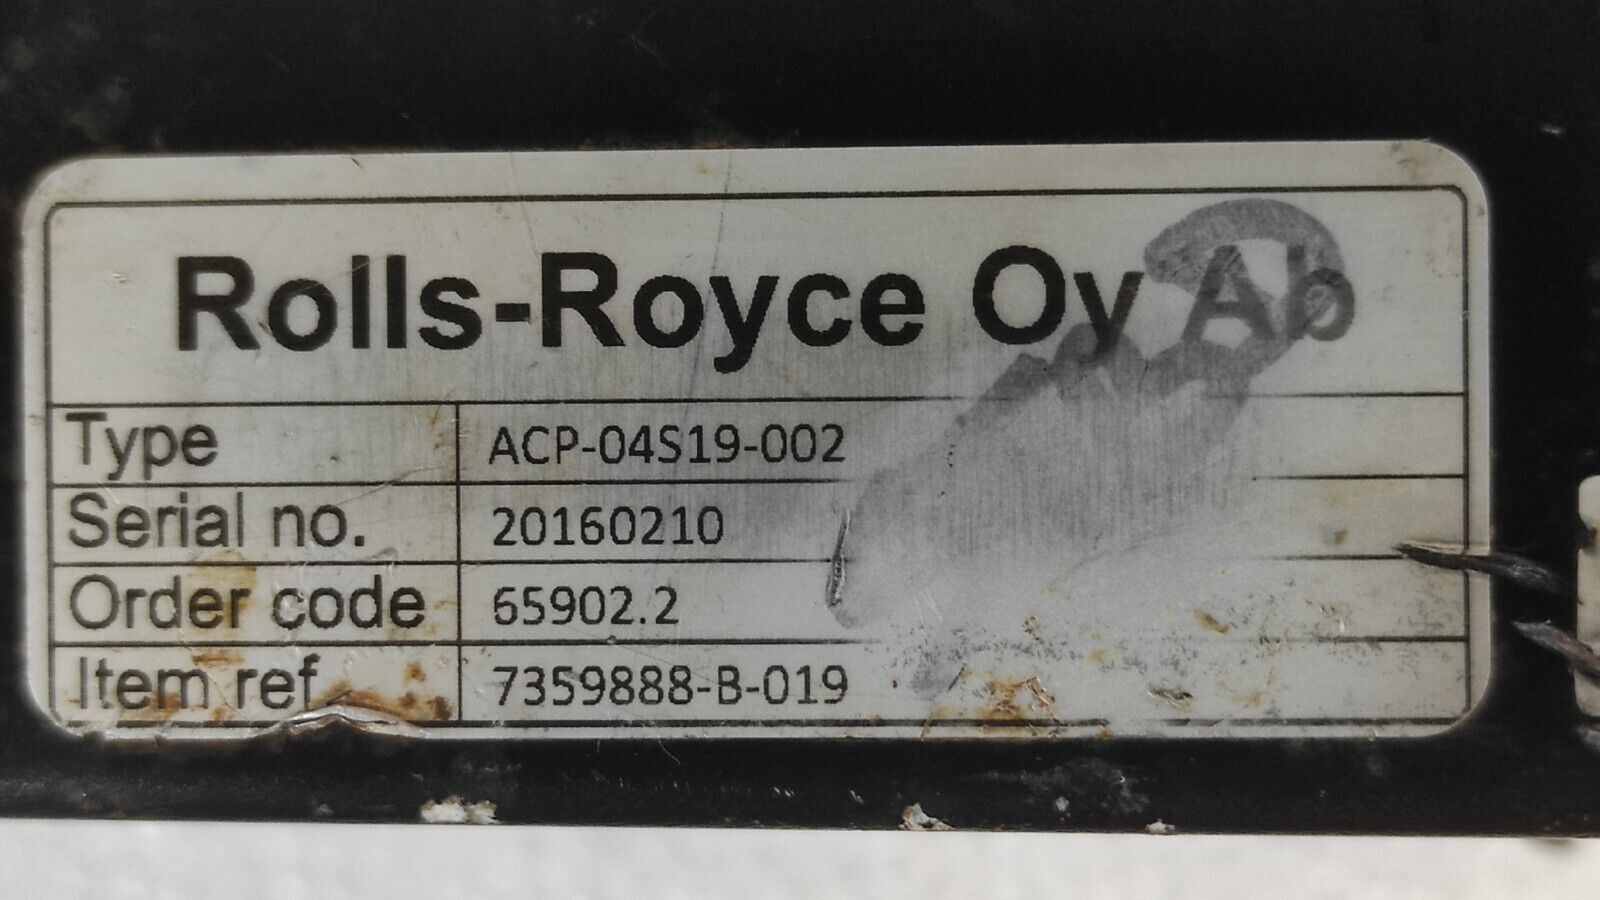 Rolls-Royce Oy Ab
Type ACP-04S19-002
Serial no. 20160210
Order code 65902.2
Item ref 7359888-B-019